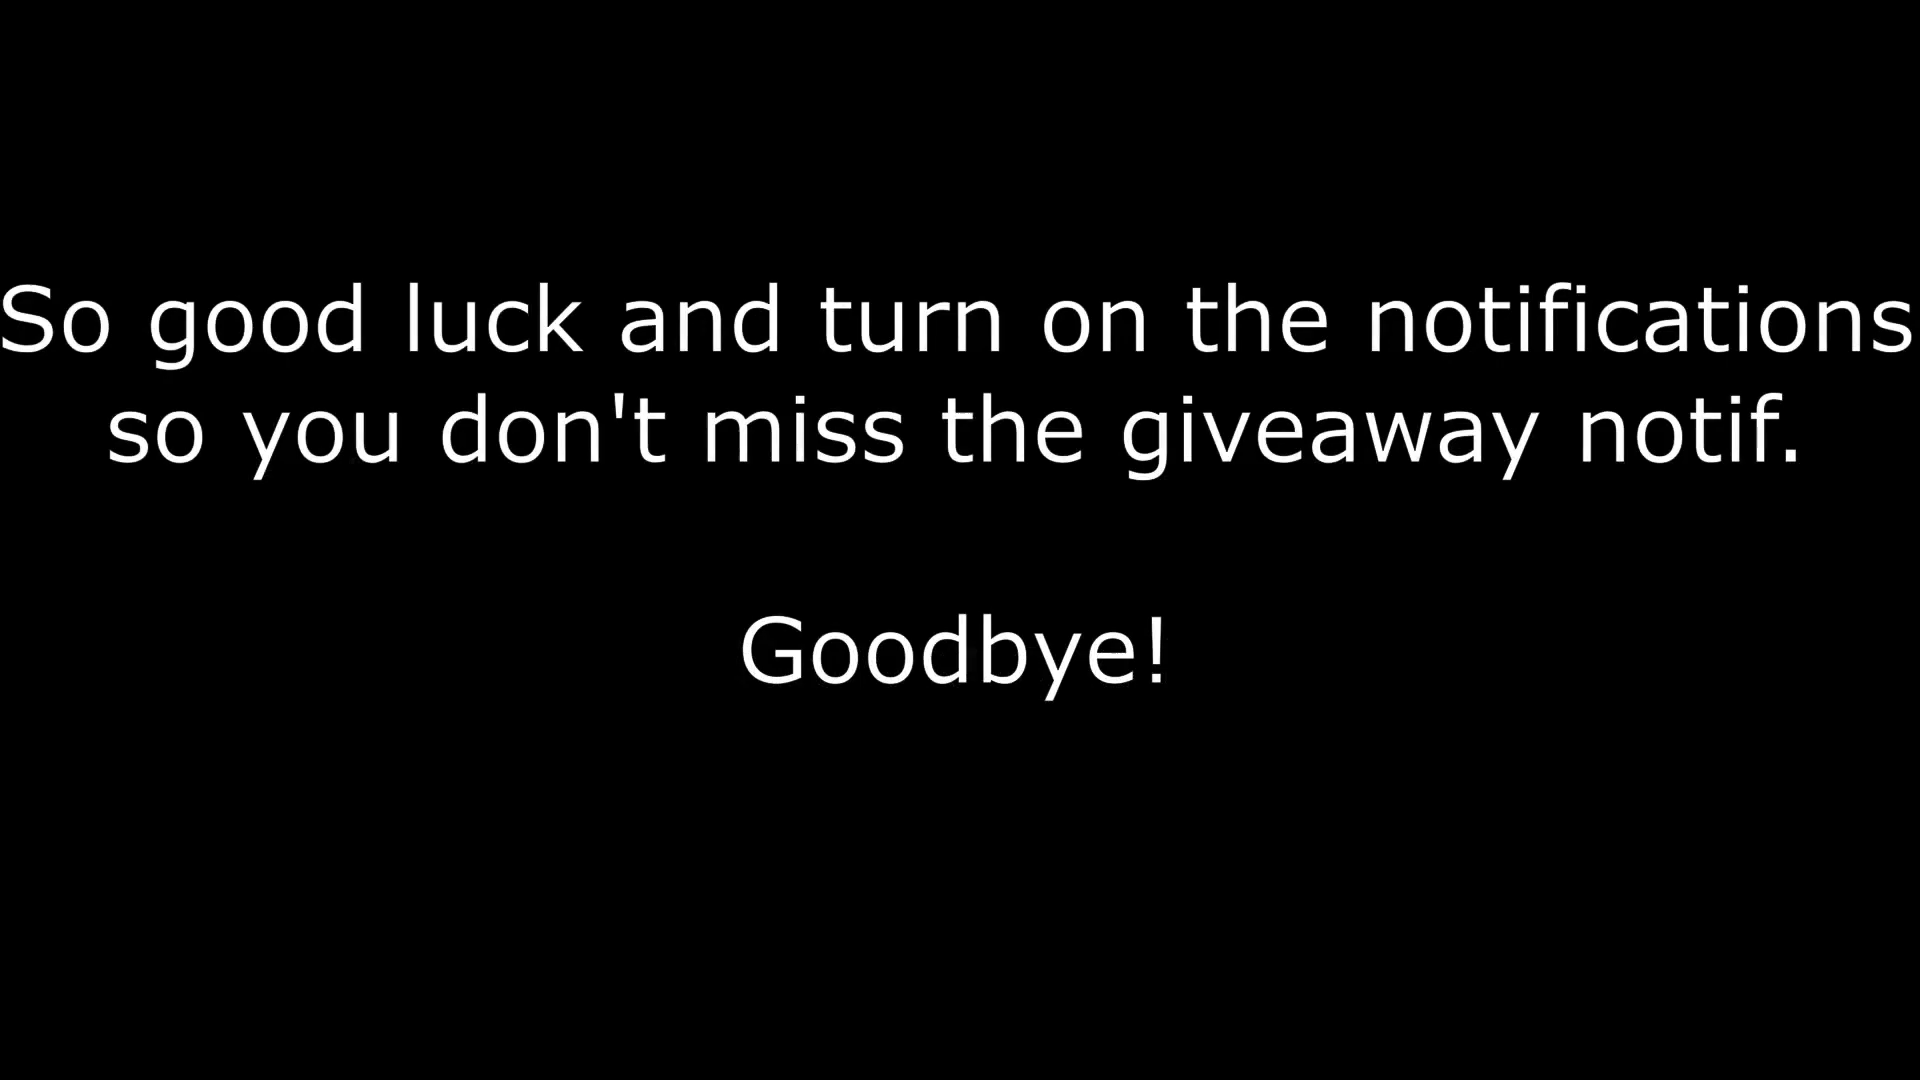 So good luck and turn on the notifications
so you don't miss the giveaway notif.
Goodbye!